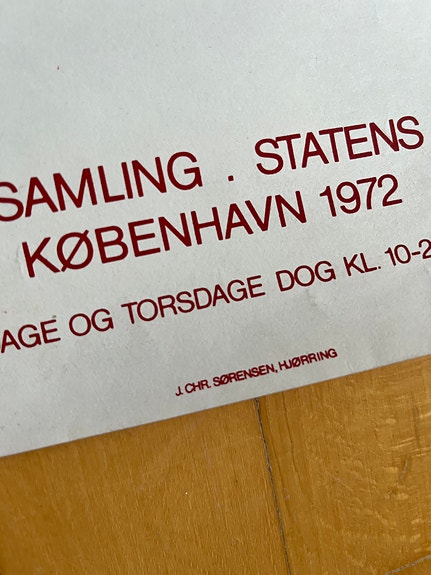 SAMLING . STATENS
KØBENHAVN 1972
AGE OG TORSDAGE DOG KL. 10-2
J. CHR. SØRENSEN, HJØRRING